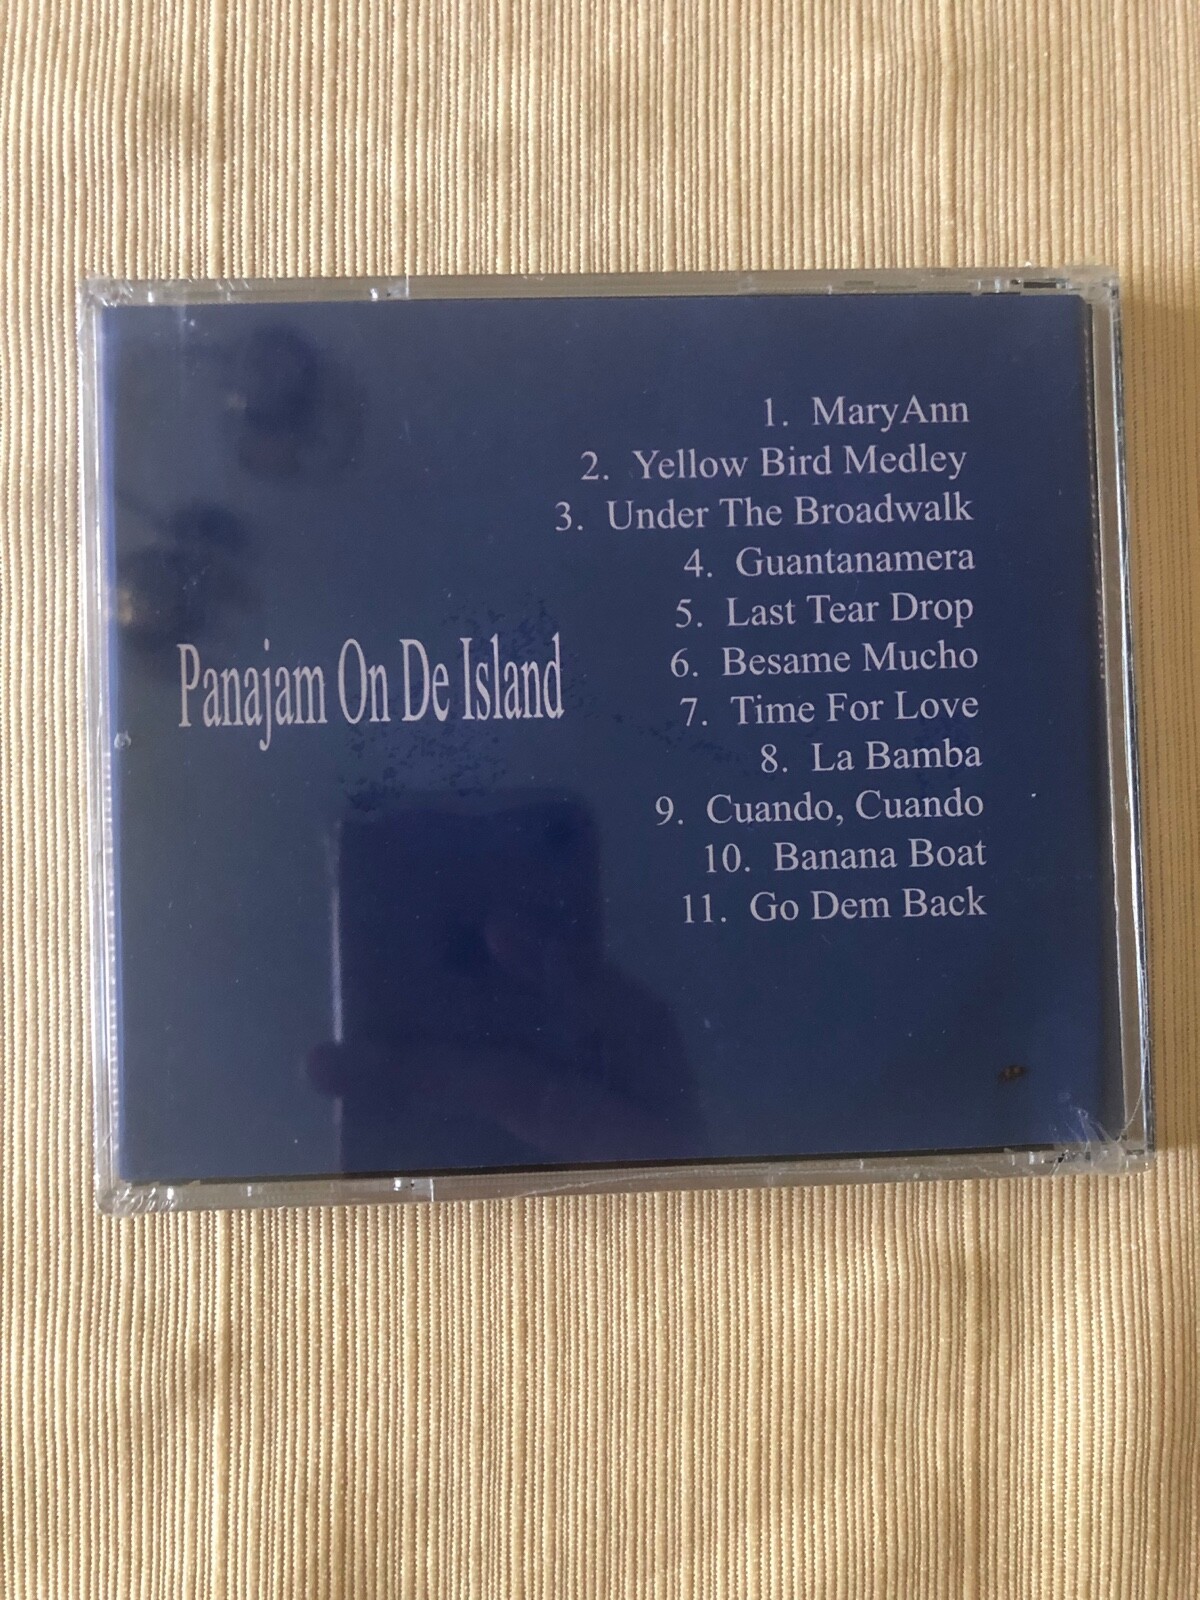 Panajam On De Island
1. MaryAnn
2. Yellow Bird Medley
3. Under The Broadwalk
4. Guantanamera
5. Last Tear Drop
6. Besame Mucho
7. Time For Love
8. La Bamba
9. Cuando, Cuando
10. Banana Boat
11. Go Dem Back